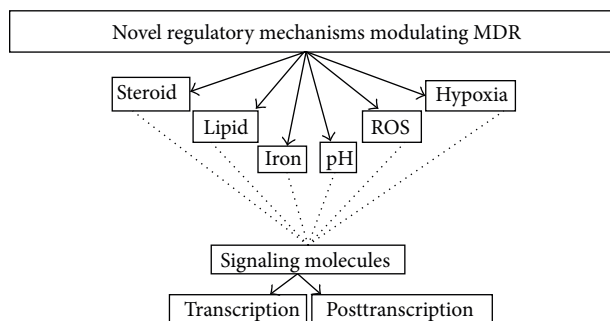 Novel regulatory mechanisms modulating MDR
Steroid
Hypoxia
Lipid
ROS
Iron
pH
Signaling molecules
Transcription
Posttranscription